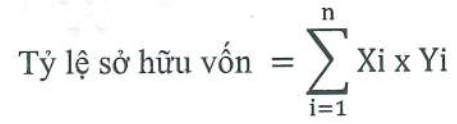 n
Tỷ lệ sở hữu vốn = ∑ Xi x Yi
i=1